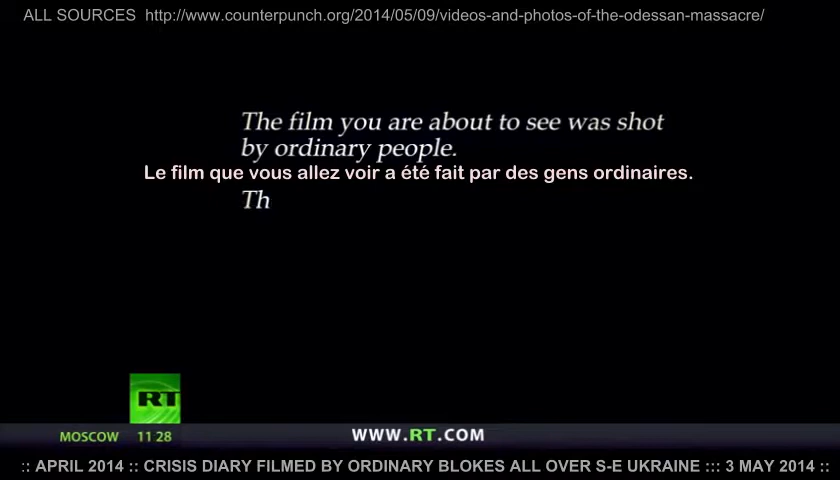 ALL SOURCES http://www.counterpunch.org/2014/05/09/videos-and-photos-of-the-odessan-massacre/
The film you are about to see was shot
by ordinary people.
Le film que vous allez voir a été fait par des gens ordinaires.
Th
RT
MOSCOW 11 28 WWW.RT.COM
:: APRIL 2014 :: CRISIS DIARY FILMED BY ORDINARY BLOKES ALL OVER S-E UKRAINE ::: 3 MAY 2014 ::